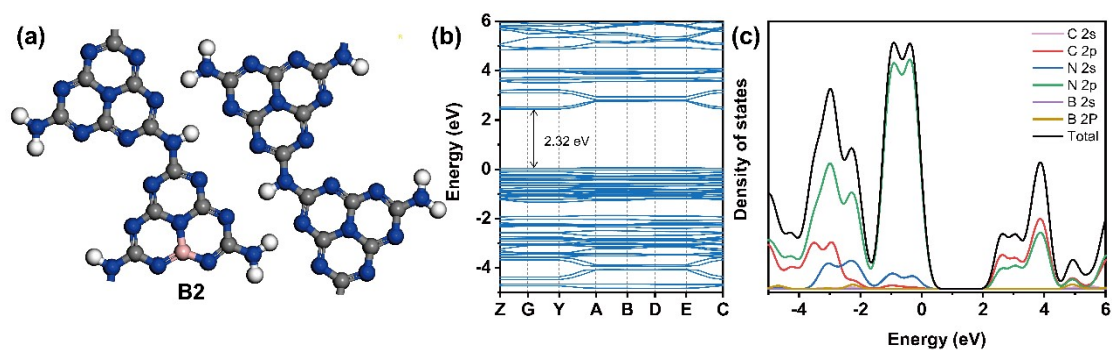 (a)
B2
(b)
Energy (eV)
6
4
2
0
-2
-4
2.32 eV
Z G Y A B D E C
(c)
Density of states
C 2s
C 2p
N 2s
N 2p
B 2s
B 2P
Total
-4 -2 0 2 4 6
Energy (eV)